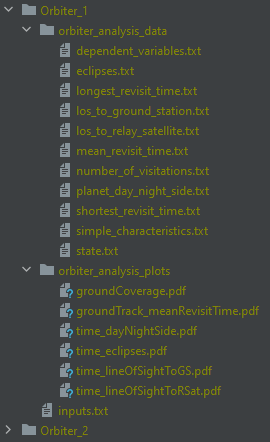 Orbiter_1
orbiter_analysis_data
dependent_variables.txt
eclipses.txt
longest_revisit_time.txt
los_to_ground_station.txt
los_to_relay_satellite.txt
mean_revisit_time.txt
number_of_visitations.txt
planet_day_night_side.txt
shortest_revisit_time.txt
simple_characteristics.txt
state.txt
orbiter_analysis_plots
groundCoverage.pdf
groundTrack_meanRevisitTime.pdf
time_dayNightSide.pdf
time_eclipses.pdf
time_lineOfSightToGS.pdf
time_lineOfSightToRSat.pdf
inputs.txt
Orbiter_2